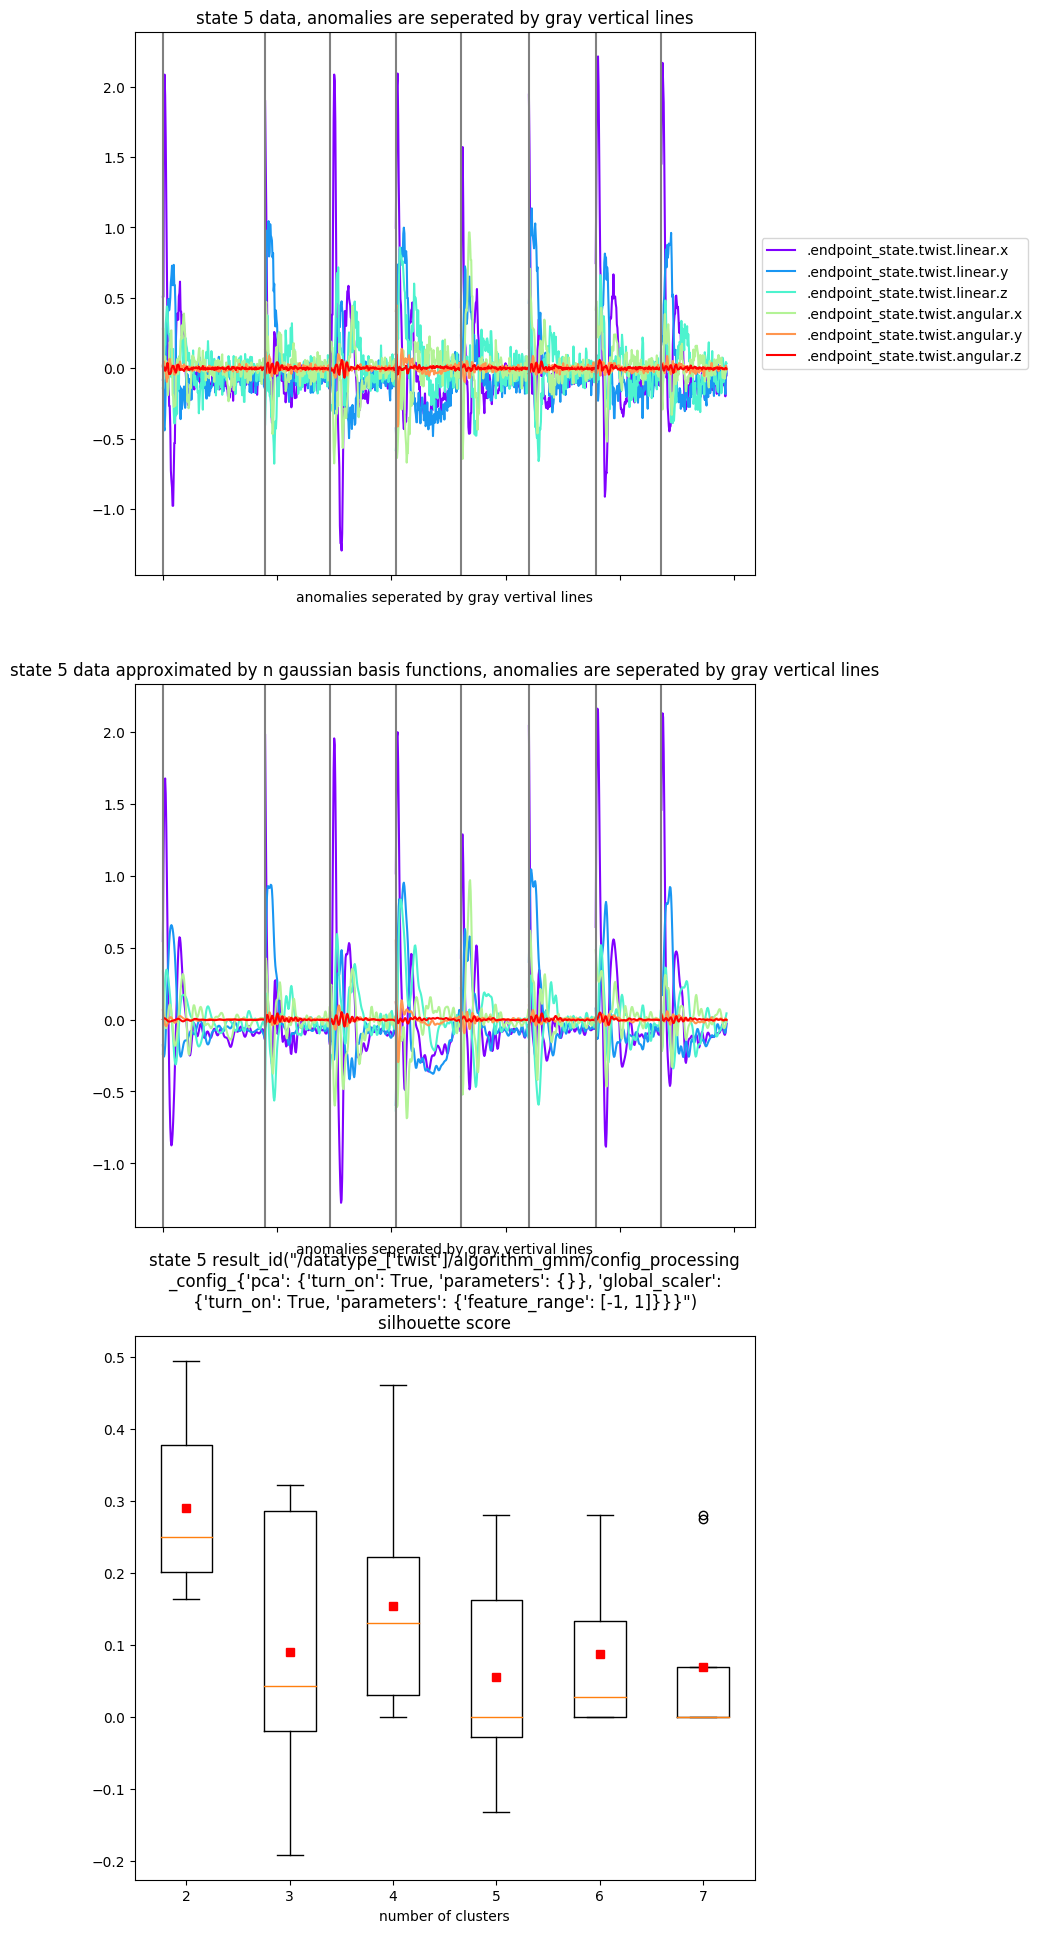 state 5 data, anomalies are seperated by gray vertical lines
2.0
1.5
1.0
0.5
0.0
−0.5
−1.0
anomalies seperated by gray vertival lines
.endpoint_state.twist.linear.x
.endpoint_state.twist.linear.y
.endpoint_state.twist.linear.z
.endpoint_state.twist.angular.x
.endpoint_state.twist.angular.y
.endpoint_state.twist.angular.z
state 5 data approximated by n gaussian basis functions, anomalies are seperated by gray vertical lines
2.0
1.5
1.0
0.5
0.0
−0.5
−1.0
anomalies seperated by gray vertival lines
state 5 result_id("/datatype_['twist']/algorithm_gmm/config_processing
_config_{'pca': {'turn_on': True, 'parameters': {}}, 'global_scaler':
{'turn_on': True, 'parameters': {'feature_range': [-1, 1]}}}")
silhouette score
0.5
0.4
0.3
0.2
0.1
0.0
−0.1
−0.2
2 3 4 5 6 7
number of clusters